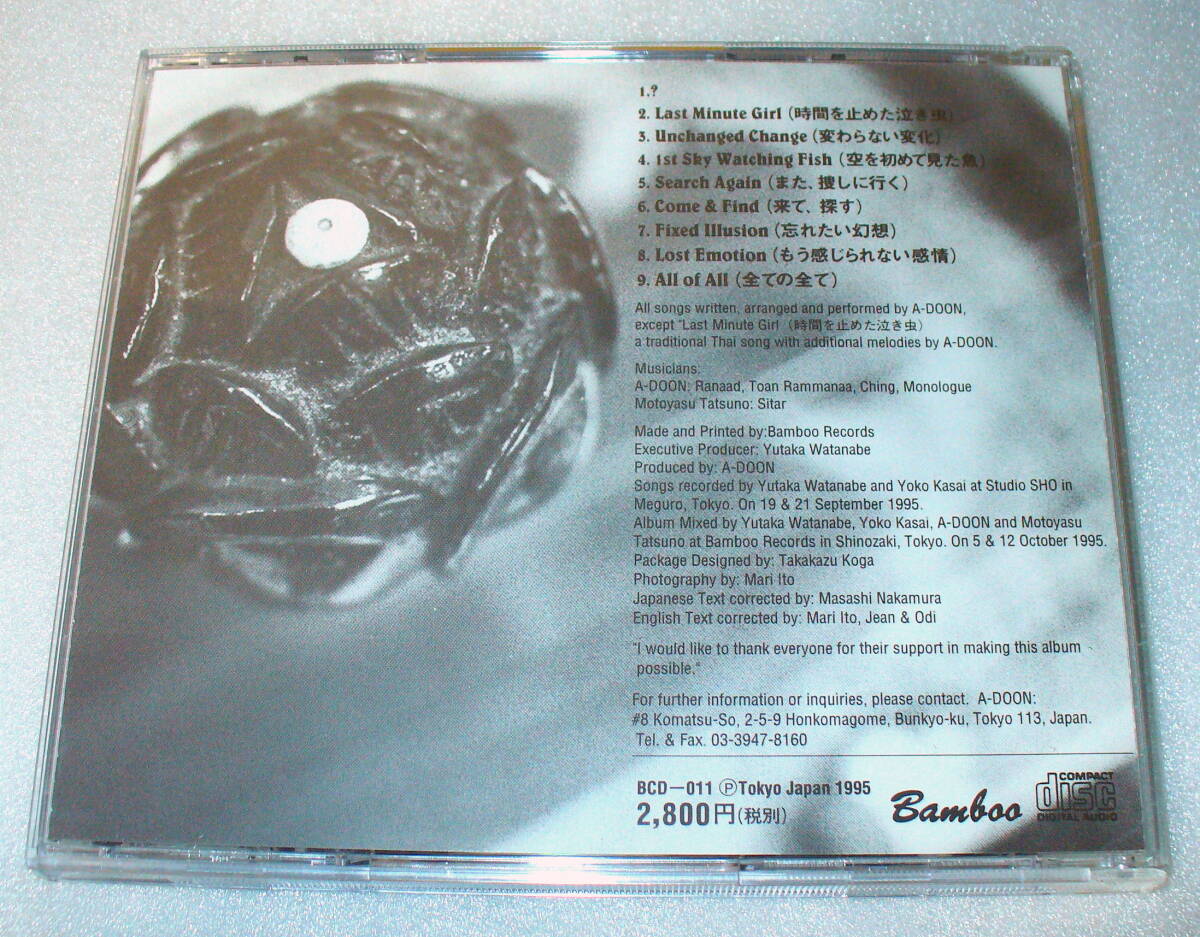 1.?
2. Last Minute Girl (時間を止めた泣き虫)
3. Unchanged Change (変わらない変化)
4. 1st Sky Watching Fish (空を初めて見た魚)
5. Search Again (また、捜しに行く)
6. Come & Find (来て、探す)
7. Fixed Illusion (忘れたい幻想)
8. Lost Emotion (もう感じられない感情)
9. All of All (全ての全て)
All songs written, arranged and performed by A-DOON,
except "Last Minute Girl (時間を止めた泣き虫)
a traditional Thai song with additional melodies by A-DOON.
Musicians:
A-DOON: Ranaad, Toan Rammanaa, Ching, Monologue
Motoyasu Tatsuno: Sitar
Made and Printed by:Bamboo Records
Executive Producer: Yutaka Watanabe
Produced by: A-DOON
Songs recorded by Yutaka Watanabe and Yoko Kasai at Studio SHO in
Meguro, Tokyo. On 19 & 21 September 1995.
Album Mixed by Yutaka Watanabe, Yoko Kasai, A-DOON and Motoyasu
Tatsuno at Bamboo Records in Shinozaki, Tokyo. On 5 & 12 October 1995.
Package Designed by: Takakazu Koga
Photography by: Mari Ito
Japanese Text corrected by: Masashi Nakamura
English Text corrected by: Mari Ito, Jean & Odi
"I would like to thank everyone for their support in making this album
possible,"
For further information or inquiries, please contact. A-DOON:
#8 Komatsu-So, 2-5-9 Honkomagome, Bunkyo-ku, Tokyo 113, Japan.
Tel. & Fax. 03-3947-8160
BCD—011 ⓅTokyo Japan 1995
2,800円(税別)
Bamboo
COMPACT
disc
DIGITAL AUDIO